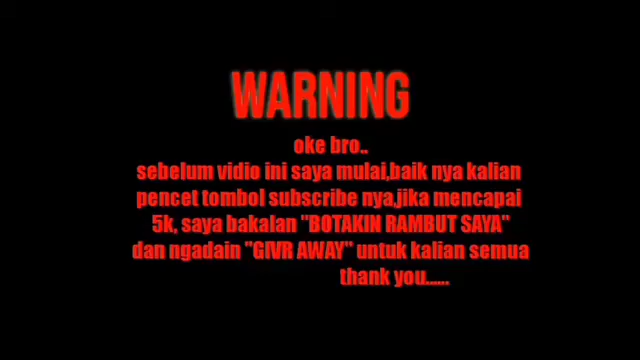 WARNING
oke bro..
sebelum vidio ini saya mulai,baik nya kalian
pencet tombol subscribe nya,jika mencapai
5k, saya bakalan "BOTAKIN RAMBUT SAYA"
dan ngadain "GIVR AWAY" untuk kalian semua
thank you......